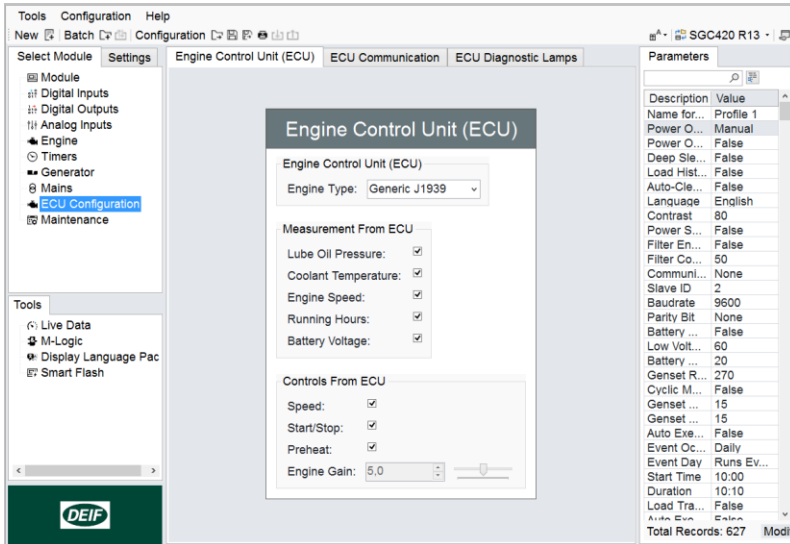 Tools Configuration Help
New Batch Configuration SGC420 R13
Select Module Settings
Module
Digital Inputs
Digital Outputs
Analog Inputs
Engine
Timers
Generator
Mains
ECU Configuration
Maintenance
Tools
Live Data
M-Logic
Display Language Pac
Smart Flash
DEIF
Engine Control Unit (ECU) ECU Communication ECU Diagnostic Lamps
Engine Control Unit (ECU)
Engine Control Unit (ECU)
Engine Type: Generic J1939
Measurement From ECU
Lube Oil Pressure:
Coolant Temperature:
Engine Speed:
Running Hours:
Battery Voltage:
Controls From ECU
Speed:
Start/Stop:
Preheat:
Engine Gain: 5,0
Parameters
Description Value
Name for... Profile 1
Power O... Manual
Power O... False
Deep Sle... False
Load Hist... False
Auto-Cle... False
Language English
Contrast 80
Power S... False
Filter En... False
Filter Co... 50
Communi... None
Slave ID 2
Baudrate 9600
Parity Bit None
Battery ... False
Low Volt... 60
Battery ... 20
Genset R... 270
Cyclic M... False
Genset ... 15
Genset ... 15
Auto Exe... False
Event Oc... Daily
Event Day Runs Ev...
Start Time 10:00
Duration 10:10
Load Tra... False
Auto Exe... False
Total Records: 627 Modi